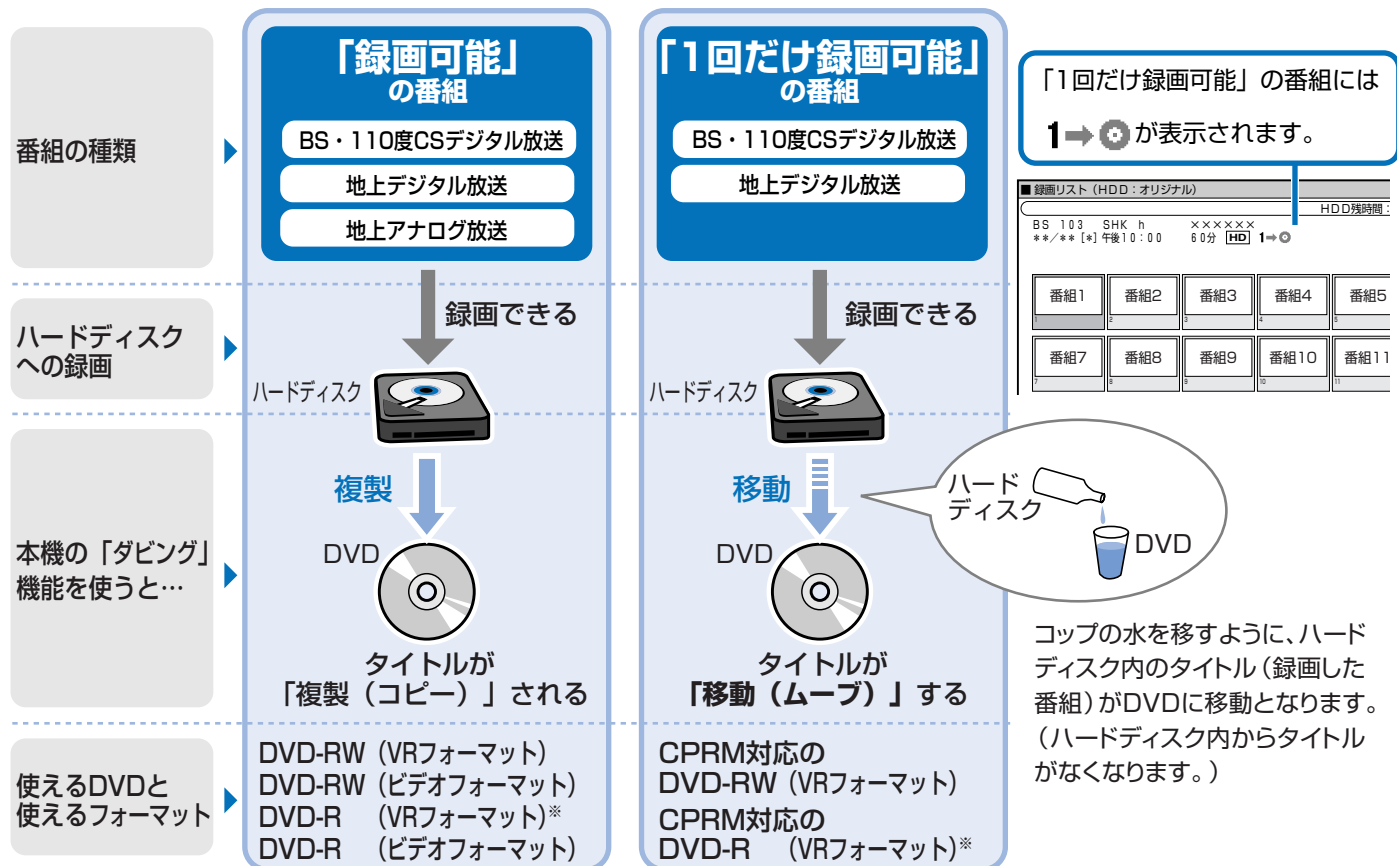 番組の種類
「録画可能」
の番組
BS・110度CSデジタル放送
地上デジタル放送
地上アナログ放送
「1回だけ録画可能」
の番組
BS・110度CSデジタル放送
地上デジタル放送
「1回だけ録画可能」の番組には
1➡が表示されます。
■ 録画リスト（HDD：オリジナル）
HDD残時間：
BS 103 SHK h ××××××
**／** [*] 午後10：00 60分 HD 1➡
番組1 番組2 番組3 番組4 番組5
1 2 3 4 5
番組7 番組8 番組9 番組10 番組11
7 8 9 10 11
ハードディスク
への録画
録画できる
ハードディスク
録画できる
ハードディスク
本機の「ダビング」
機能を使うと…
複製
DVD
タイトルが
「複製（コピー）」される
移動
DVD
タイトルが
「移動（ムーブ）」する
ハード
ディスク
DVD
コップの水を移すように、ハード
ディスク内のタイトル（録画した
番組）がDVDに移動となります。
（ハードディスク内からタイトル
がなくなります。）
使えるDVDと
使えるフォーマット
DVD-RW（VRフォーマット）
DVD-RW（ビデオフォーマット）
DVD-R （VRフォーマット）※
DVD-R （ビデオフォーマット）
CPRM対応の
DVD-RW（VRフォーマット）
CPRM対応の
DVD-R （VRフォーマット）※